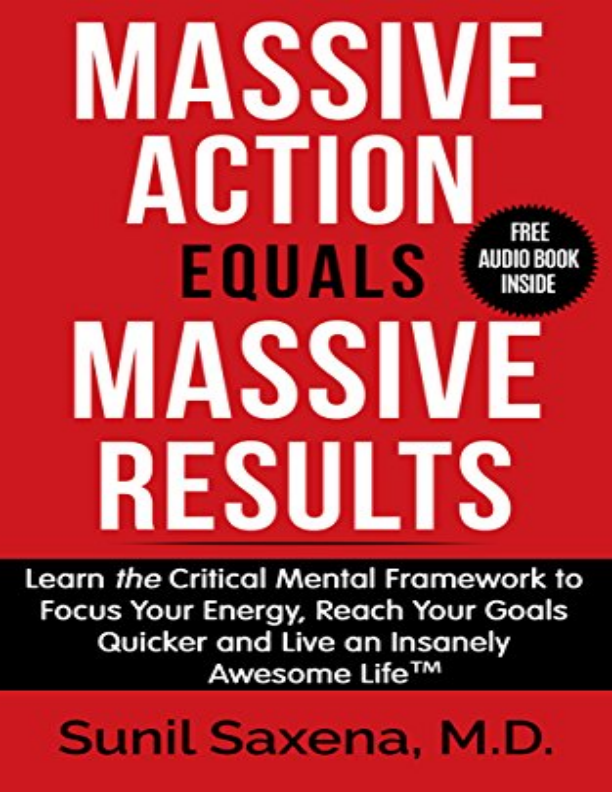 MASSIVE
ACTION
EQUALS
FREE
AUDIO BOOK
INSIDE
MASSIVE
RESULTS
Learn the Critical Mental Framework to
Focus Your Energy, Reach Your Goals
Quicker and Live an Insanely
Awesome Life™
Sunil Saxena, M.D.